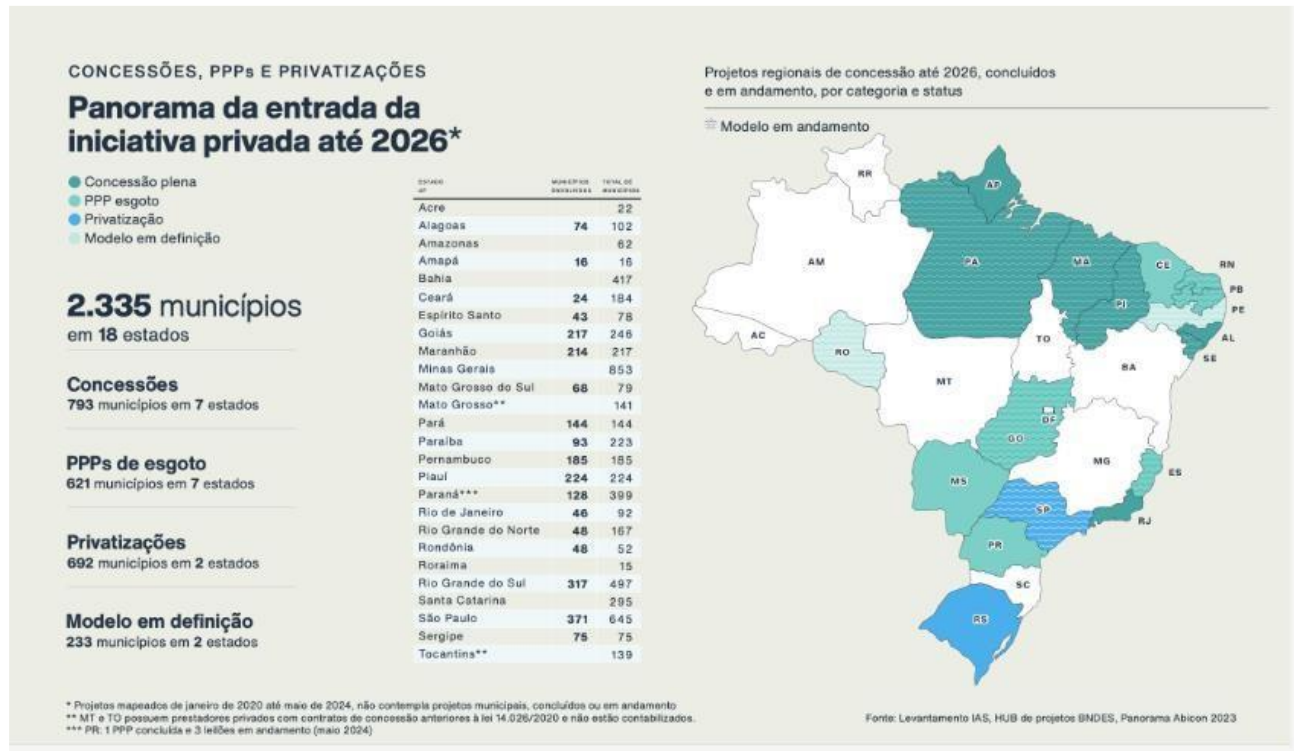 CONCESSÕES, PPPs E PRIVATIZAÇÕES
Panorama da entrada da
iniciativa privada até 2026*
Concessão plena
PPP esgoto
Privatização
Modelo em definição
2.335 municípios
em 18 estados
Concessões
793 municípios em 7 estados
PPPs de esgoto
621 municípios em 7 estados
Privatizações
692 municípios em 2 estados
Modelo em definição
233 municípios em 2 estados
ESTADO MUNICÍPIOS TOTAL DE
UF MUNICÍPIOS
Acre 22
Alagoas 74 102
Amazonas 62
Amapá 16 16
Bahia 417
Ceará 24 184
Espírito Santo 43 78
Goiás 217 246
Maranhão 214 217
Minas Gerais 853
Mato Grosso do Sul 68 79
Mato Grosso** 141
Pará 144 144
Paraíba 93 223
Pernambuco 185 185
Piauí 224 224
Paraná*** 128 399
Rio de Janeiro 46 92
Rio Grande do Norte 48 167
Rondônia 48 52
Roraima 15
Rio Grande do Sul 317 497
Santa Catarina 295
São Paulo 371 645
Sergipe 75 75
Tocantins** 139
Projetos regionais de concessão até 2026, concluídos
e em andamento, por categoria e status
Modelo em andamento
RR
AP
AM
PA
MA
CE
RN
PB
PE
PI
AL
SE
AC
RO
TO
BA
MT
DF
GO
MG
ES
MS
SP
RJ
PR
SC
RS
* Projetos mapeados de janeiro de 2020 até maio de 2024, não contempla projetos municipais, concluídos ou em andamento
** MT e TO possuem prestadores privados com contratos de concessão anteriores à lei 14.026/2020 e não estão contabilizados.
*** PR: 1 PPP concluída e 3 leilões em andamento (maio 2024)
Fonte: Levantamento IAS, HUB de projetos BNDES, Panorama Abicon 2023